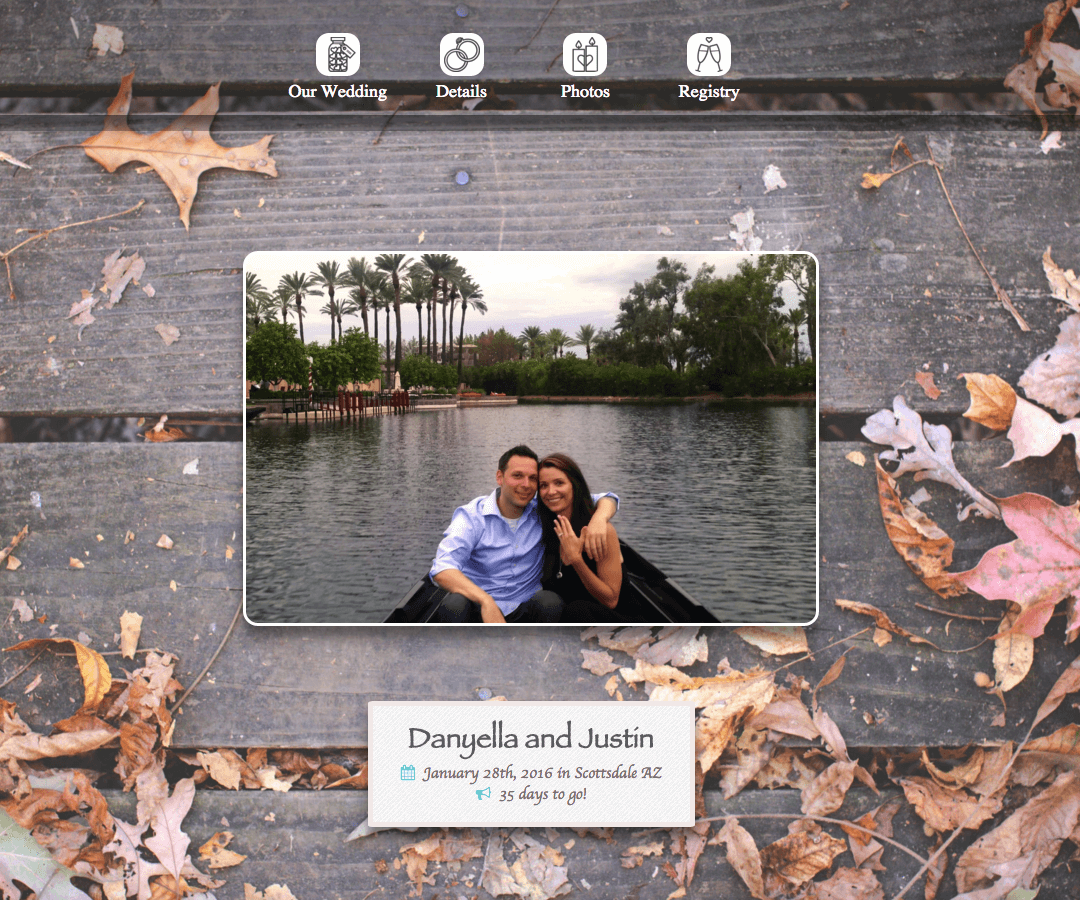 Our Wedding
Details
Photos
Registry
Danyella and Justin
January 28th, 2016 in Scottsdale AZ
35 days to go!